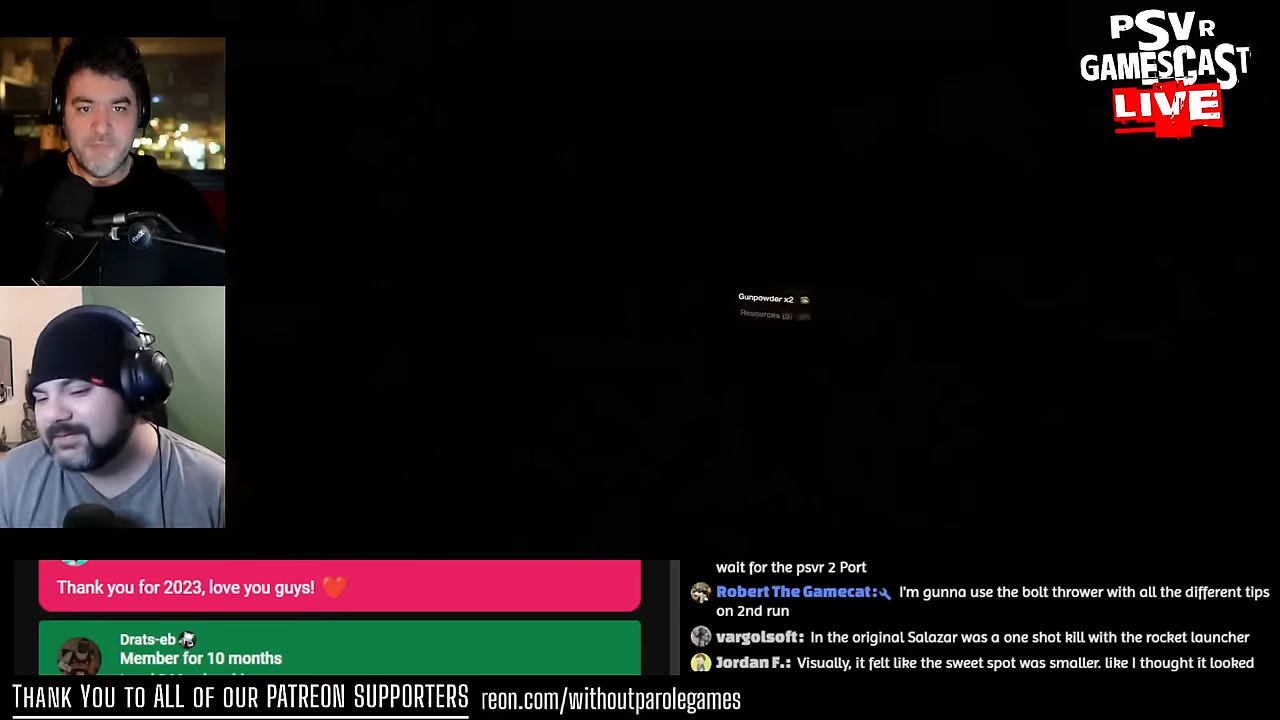 PSVR
GAMESCAST
LIVE
Gunpowder x2
Resources (S)
Thank you for 2023, love you guys! ❤️
Drats-eb
Member for 10 months
wait for the psvr 2 Port
Robert The Gamecat: I'm gunna use the bolt thrower with all the different tips
on 2nd run
vargolsoft: In the original Salazar was a one shot kill with the rocket launcher
Jordan F.: Visually, it felt like the sweet spot was smaller. like I thought it looked
THANK YOU TO ALL OF OUR PATREON SUPPORTERS reon.com/withoutparolegames